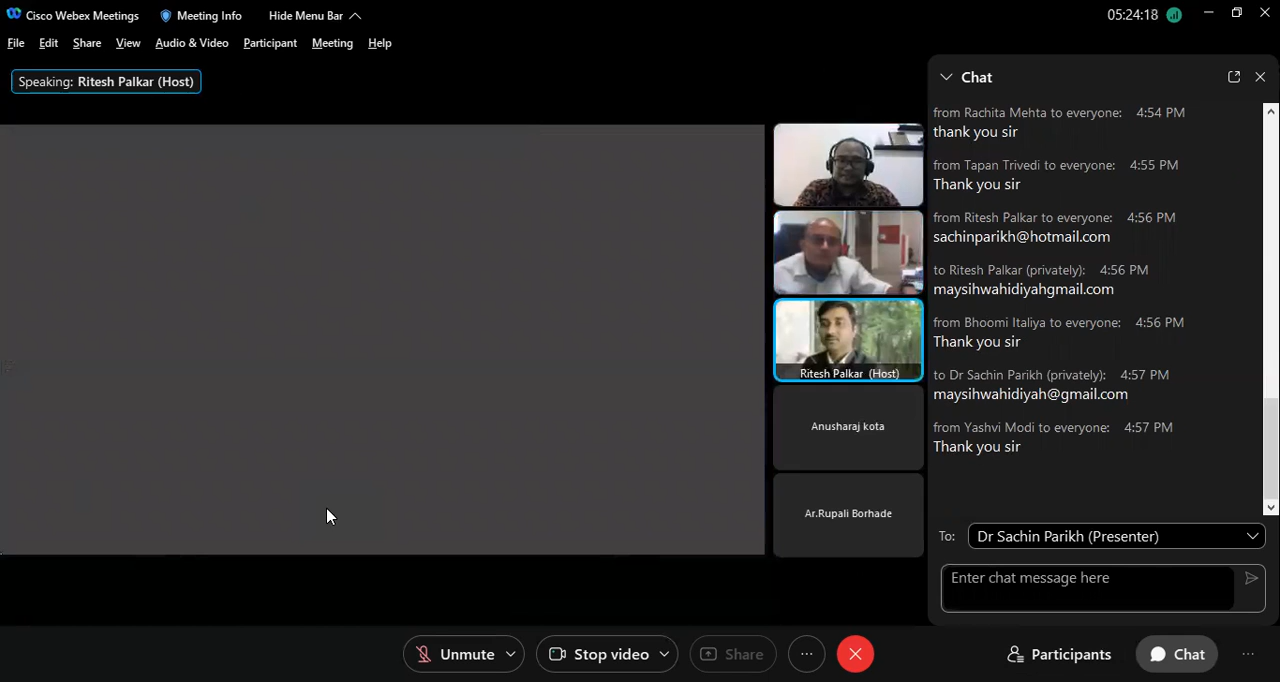 Cisco Webex Meetings Meeting Info Hide Menu Bar 05:24:18
File Edit Share View Audio & Video Participant Meeting Help
Speaking: Ritesh Palkar (Host)
Ritesh Palkar (Host)
Anusharaj kota
Ar.Rupali Borhade
Chat
from Rachita Mehta to everyone: 4:54 PM
thank you sir
from Tapan Trivedi to everyone: 4:55 PM
Thank you sir
from Ritesh Palkar to everyone: 4:56 PM
sachinparikh@hotmail.com
to Ritesh Palkar (privately): 4:56 PM
maysihwahidiyahgmail.com
from Bhoomi Italiya to everyone: 4:56 PM
Thank you sir
to Dr Sachin Parikh (privately): 4:57 PM
maysihwahidiyah@gmail.com
from Yashvi Modi to everyone: 4:57 PM
Thank you sir
To: Dr Sachin Parikh (Presenter)
Enter chat message here
Unmute Stop video Share ... Participants Chat ...